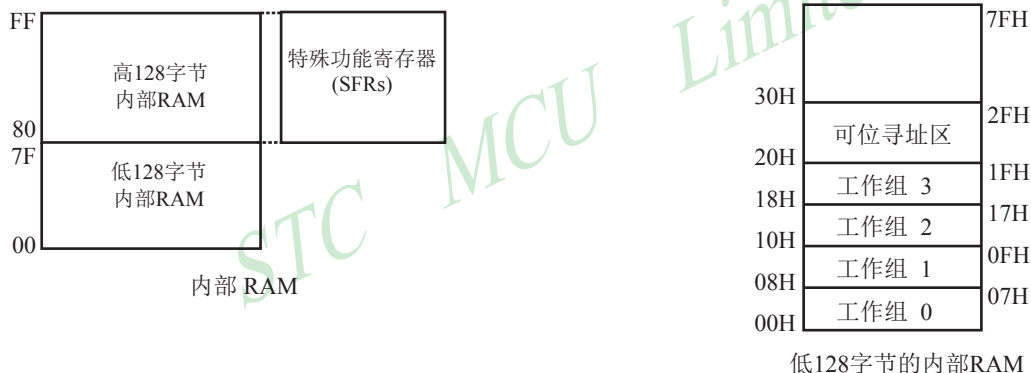 FF
高128字节
内部RAM
80
7F
低128字节
内部RAM
00
内部 RAM
特殊功能寄存器
(SFRs)
STC MCU Limi
7FH
30H
可位寻址区
2FH
20H
工作组 3
1FH
18H
工作组 2
17H
10H
工作组 1
0FH
08H
工作组 0
07H
00H
低128字节的内部RAM